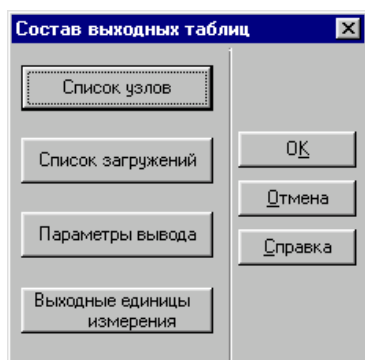 Состав выходных таблиц
Список узлов
Список загружений
Параметры вывода
Выходные единицы
измерения
OK
Отмена
Справка